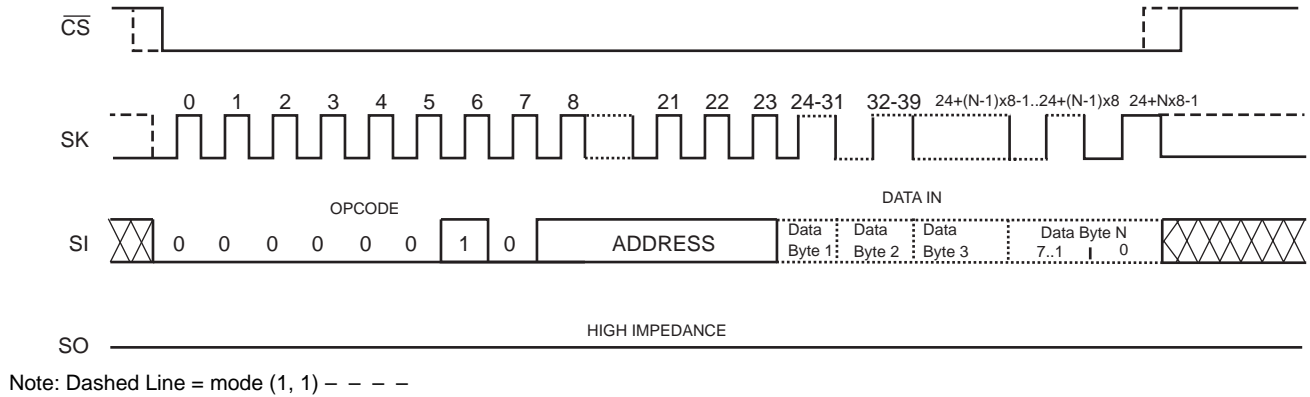 CS
0 1 2 3 4 5 6 7 8 21 22 23 24-31 32-39 24+(N-1)x8-1..24+(N-1)x8 24+Nx8-1
SK
OPCODE DATA IN
SI 0 0 0 0 0 0 1 0 ADDRESS Data Byte 1 Data Byte 2 Data Byte 3 Data Byte N 7..1 0
HIGH IMPEDANCE
SO
Note: Dashed Line = mode (1, 1) – – – –